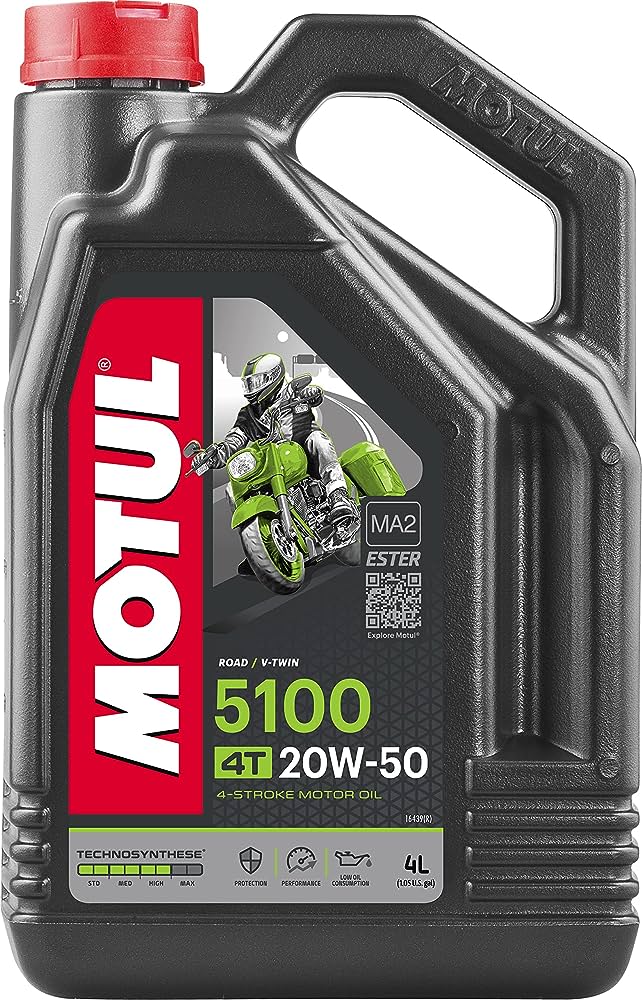 MOTUL
MOTUL®
MA2
ESTER
Explore Motul®
ROAD / V-TWIN
5100
4T 20W-50
4-STROKE MOTOR OIL
16439(R)
TECHNOSYNTHESE®
STD MED HIGH MAX
PROTECTION
PERFORMANCE
LOW OIL
CONSUMPTION
4L
(1.05 U.S. gal)